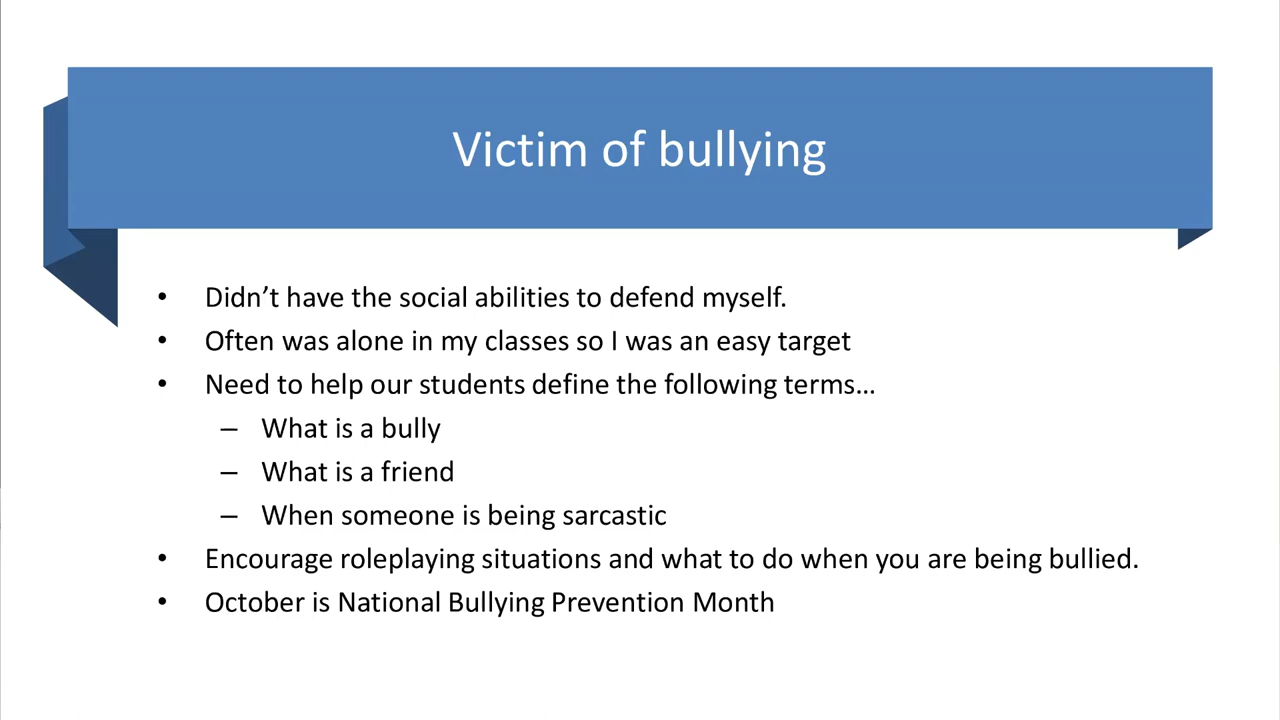 Victim of bullying
• Didn’t have the social abilities to defend myself.
• Often was alone in my classes so I was an easy target
• Need to help our students define the following terms…
– What is a bully
– What is a friend
– When someone is being sarcastic
• Encourage roleplaying situations and what to do when you are being bullied.
• October is National Bullying Prevention Month